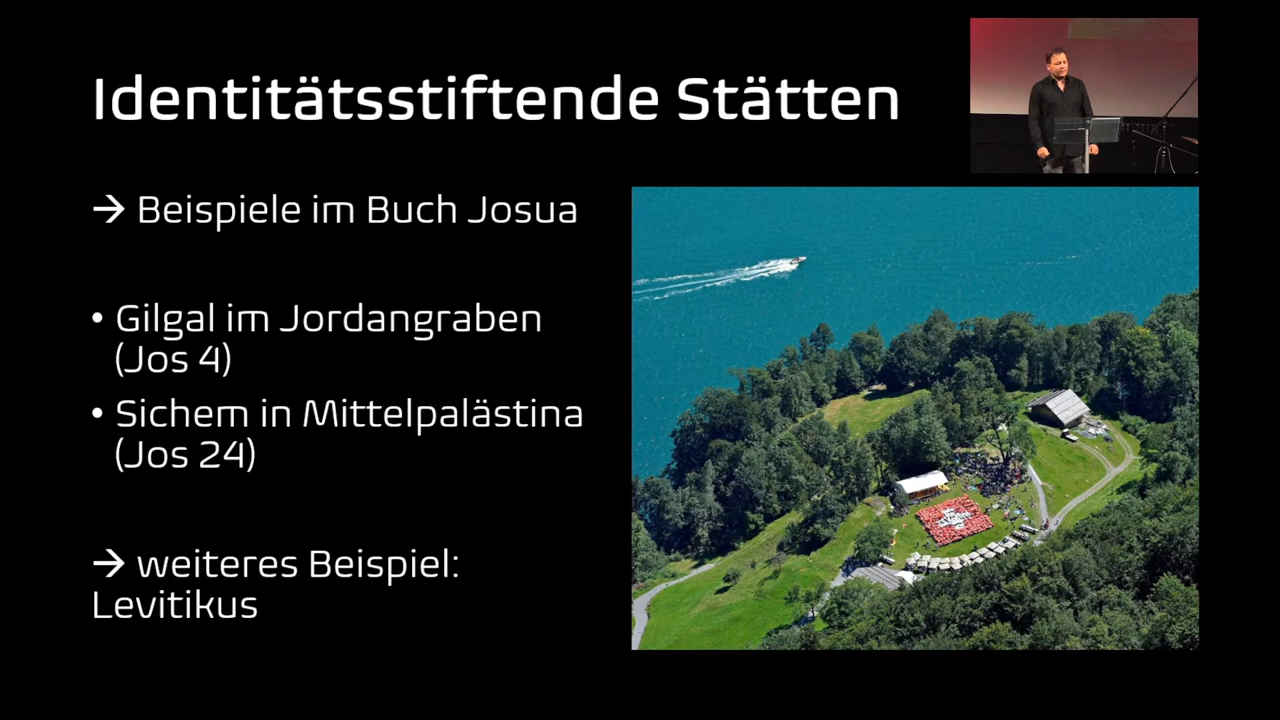 Identitätsstiftende Stätten
→ Beispiele im Buch Josua
• Gilgal im Jordangraben
(Jos 4)
• Sichem in Mittelpalästina
(Jos 24)
→ weiteres Beispiel:
Levitikus